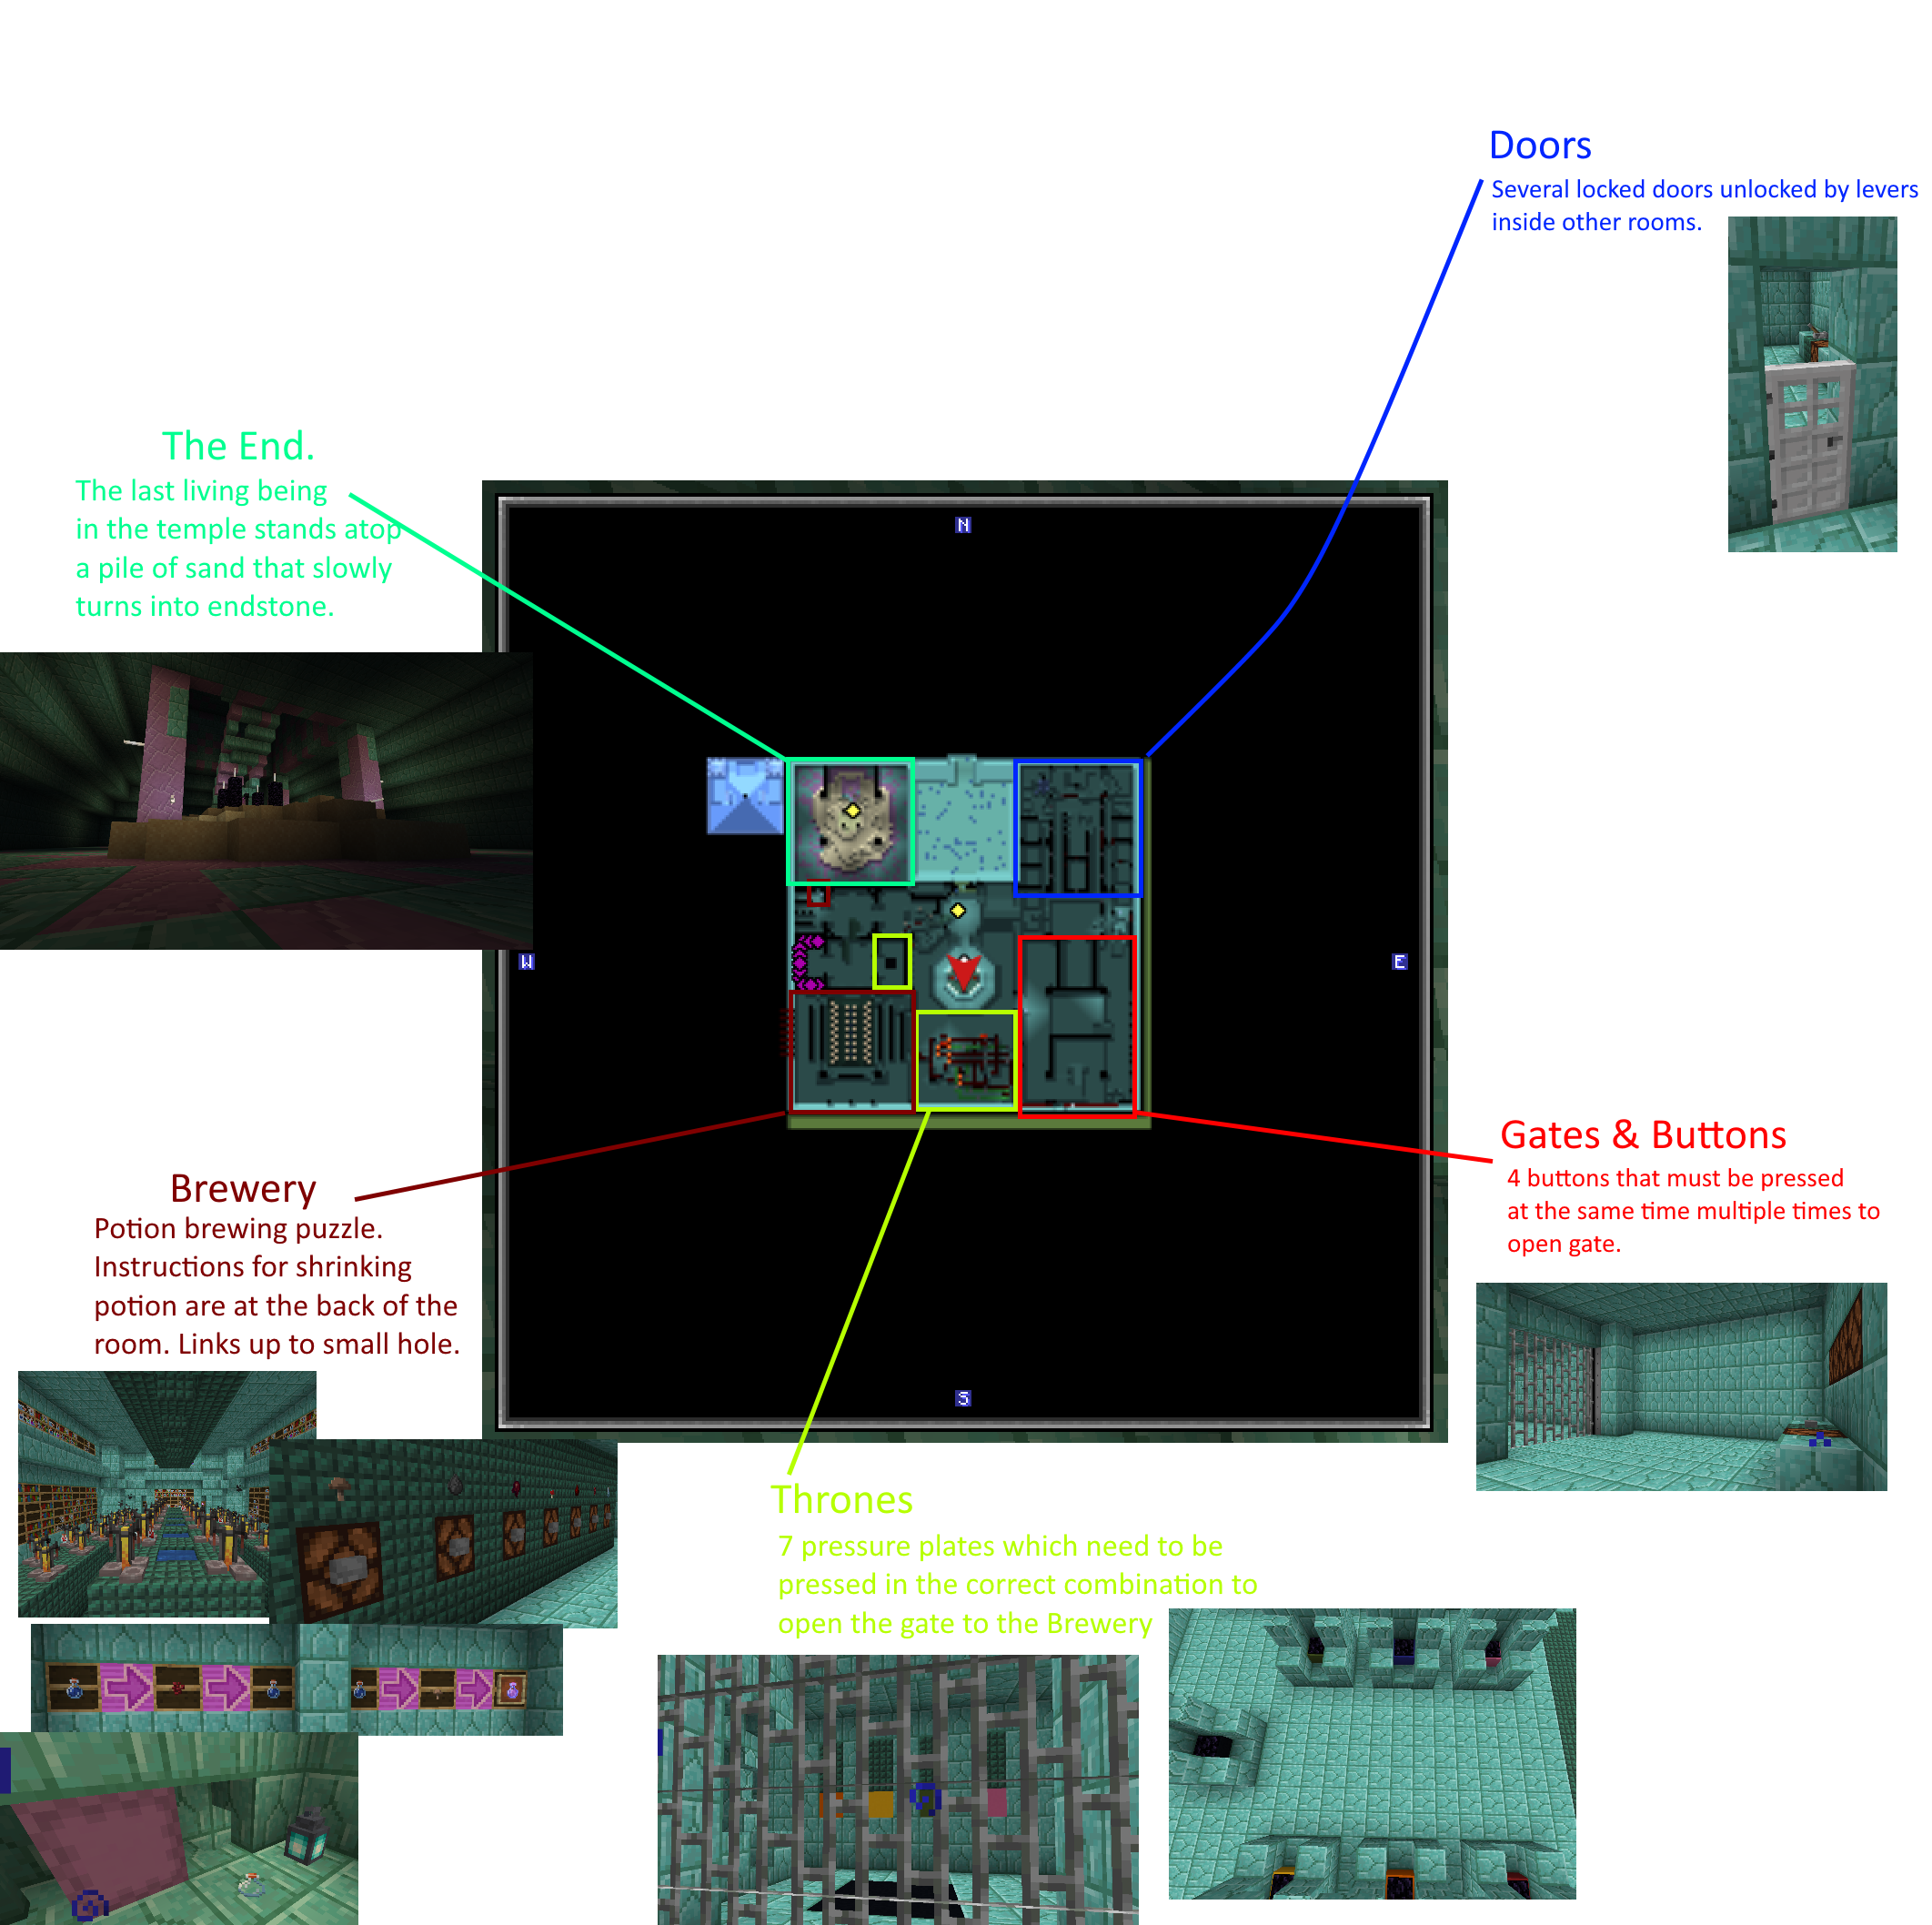 Doors
Several locked doors unlocked by levers
inside other rooms.
The End.
The last living being
in the temple stands atop
a pile of sand that slowly
turns into endstone.
N
W
E
S
Gates & Buttons
4 buttons that must be pressed
at the same time multiple times to
open gate.
Brewery
Potion brewing puzzle.
Instructions for shrinking
potion are at the back of the
room. Links up to small hole.
Thrones
7 pressure plates which need to be
pressed in the correct combination to
open the gate to the Brewery